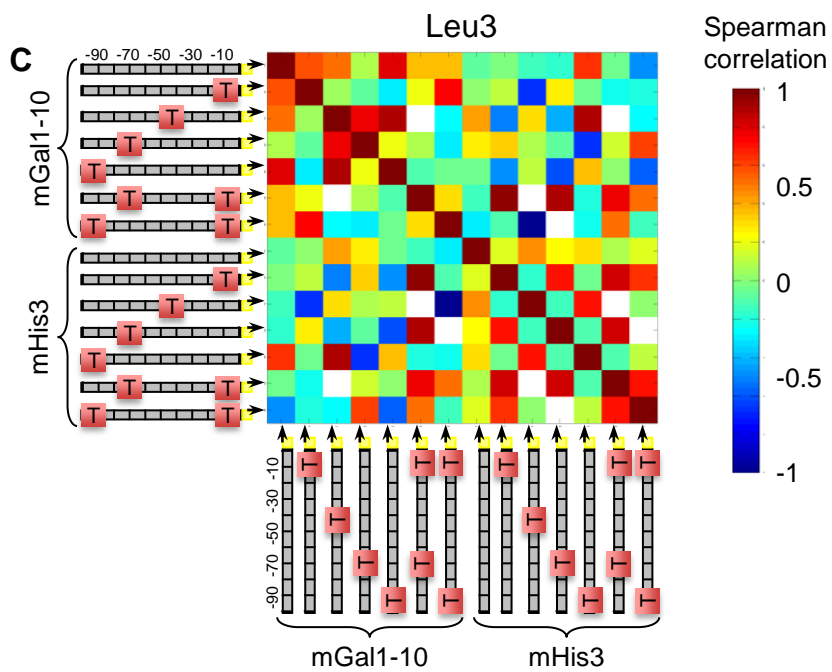 Leu3
Spearman
correlation
C
-90 -70 -50 -30 -10
mGal1-10
T
T
T
T
T T
T T
mHis3
T
T
T
T
T T
T T
1
0.5
0
-0.5
-1
-10
-30
-50
-70
-90
T T T T T T
T T
T T T T
T T T T
mGal1-10 mHis3